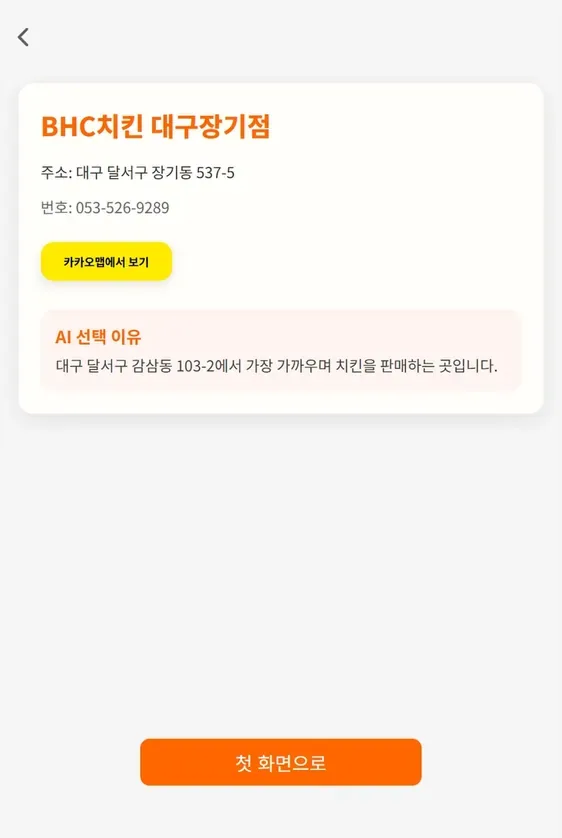 BHC치킨 대구장기점
주소: 대구 달서구 장기동 537-5
번호: 053-526-9289
카카오맵에서 보기
AI 선택 이유
대구 달서구 감삼동 103-2에서 가장 가까우며 치킨을 판매하는 곳입니다.
첫 화면으로